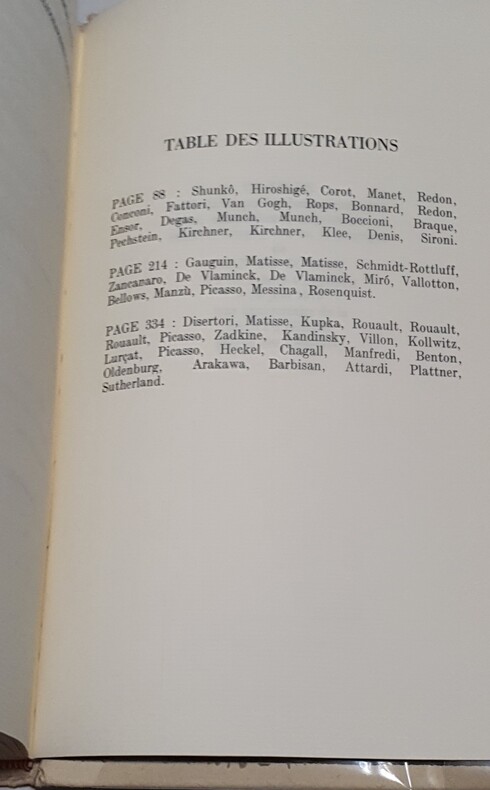 TABLE DES ILLUSTRATIONS
PAGE 88 : Shunkô, Hiroshigé, Corot, Manet, Redon,
Conconi, Fattori, Van Gogh, Rops, Bonnard, Redon,
Ensor, Degas, Munch, Munch, Boccioni, Braque,
Pechstein, Kirchner, Kirchner, Klee, Denis, Sironi.
PAGE 214 : Gauguin, Matisse, Matisse, Schmidt-Rottluff,
Zancanaro, De Vlaminck, De Vlaminck, Miró, Vallotton,
Bellows, Manzù, Picasso, Messina, Rosenquist.
PAGE 334 : Disertori, Matisse, Kupka, Rouault, Rouault,
Rouault, Picasso, Zadkine, Kandinsky, Villon, Kollwitz,
Lurçat, Picasso, Heckel, Chagall, Manfredi, Benton,
Oldenburg, Arakawa, Barbisan, Attardi, Plattner,
Sutherland.